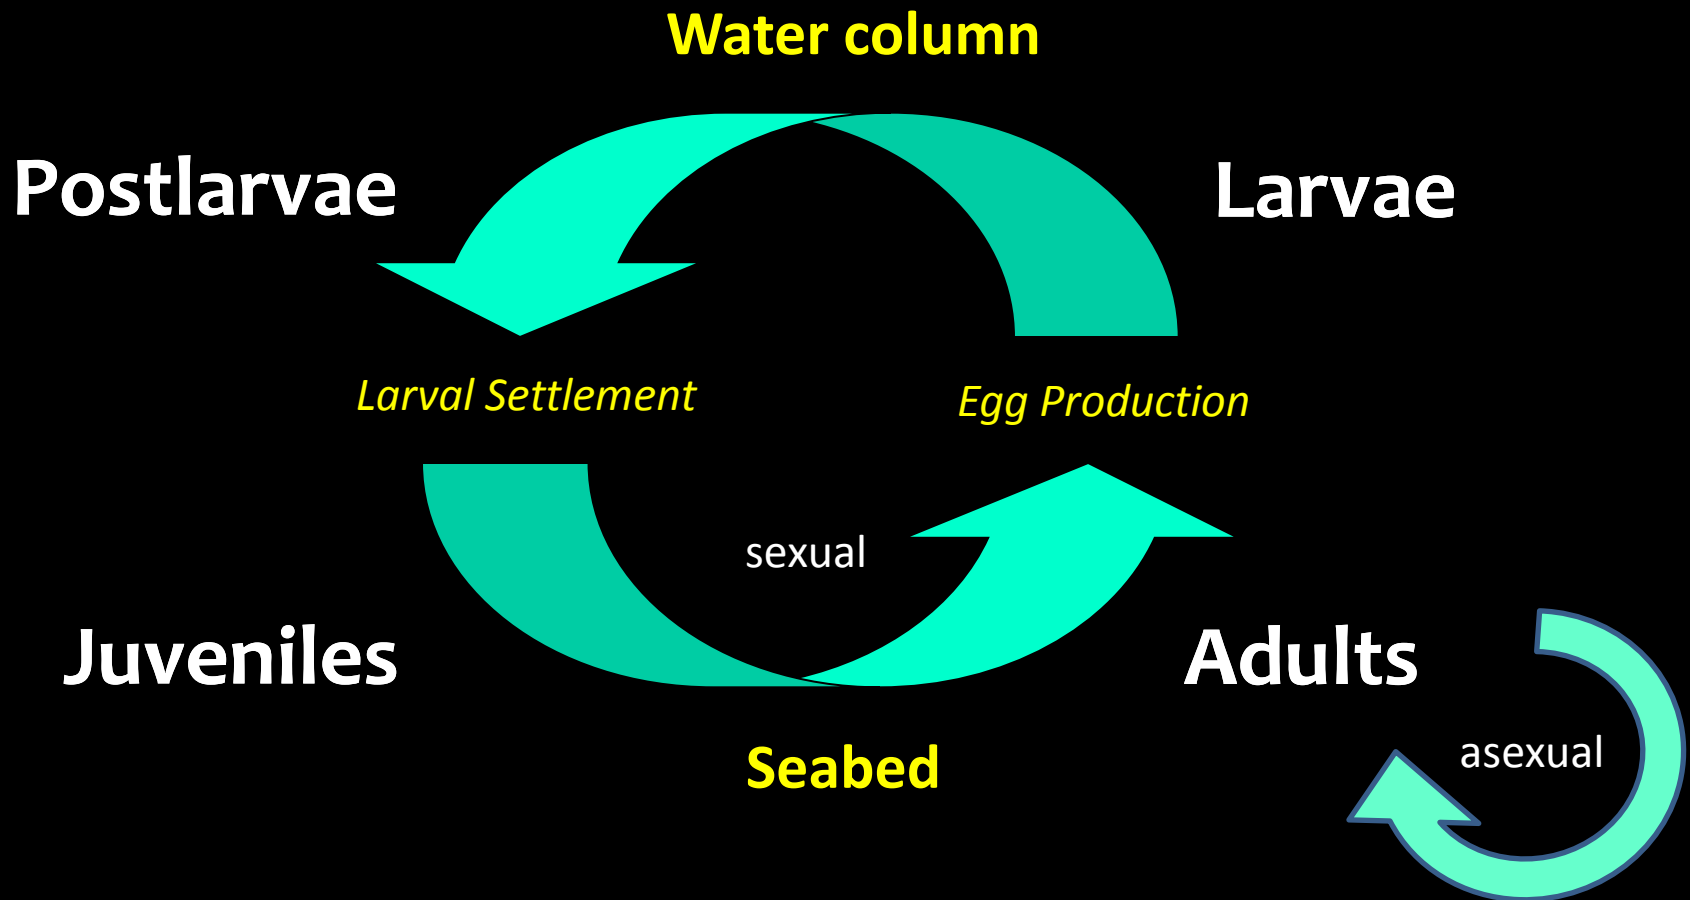 Water column
Postlarvae
Larvae
Larval Settlement
Egg Production
sexual
Juveniles
Adults
asexual
Seabed